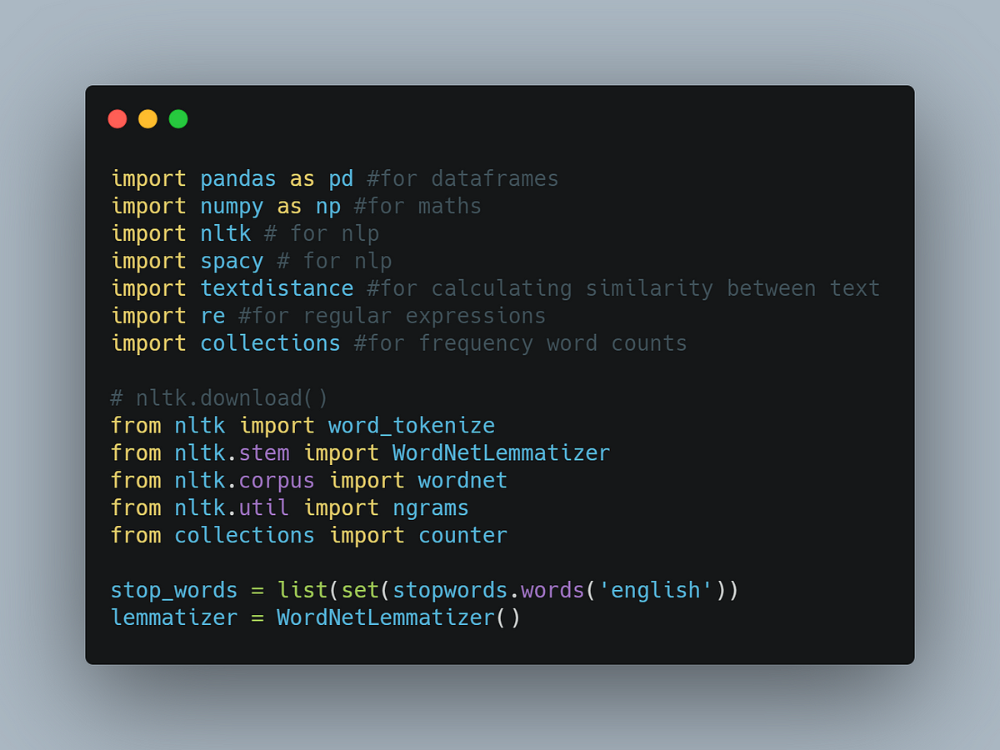 import pandas as pd #for dataframes
import numpy as np #for maths
import nltk # for nlp
import spacy # for nlp
import textdistance #for calculating similarity between text
import re #for regular expressions
import collections #for frequency word counts
# nltk.download()
from nltk import word_tokenize
from nltk.stem import WordNetLemmatizer
from nltk.corpus import wordnet
from nltk.util import ngrams
from collections import counter
stop_words = list(set(stopwords.words('english'))
lemmatizer = WordNetLemmatizer()